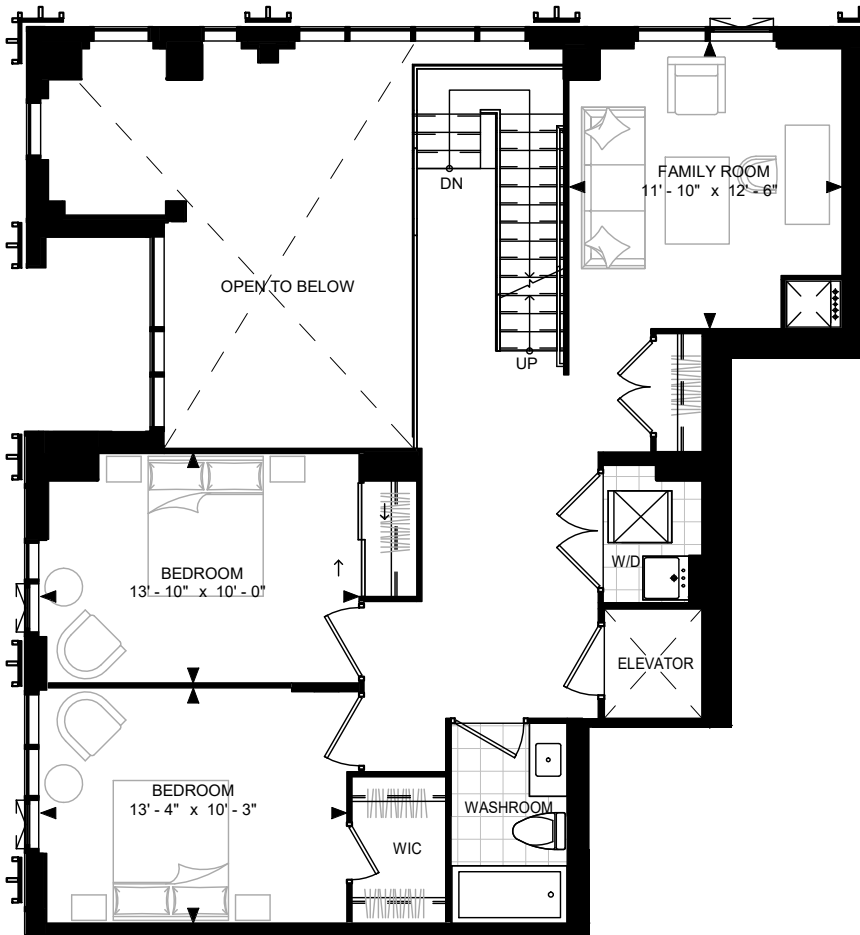 DN
FAMILY ROOM
11' - 10" x 12' - 6"
OPEN TO BELOW
UP
W/D
BEDROOM
13' - 10" x 10' - 0"
ELEVATOR
BEDROOM
13' - 4" x 10' - 3"
WASHROOM
WIC